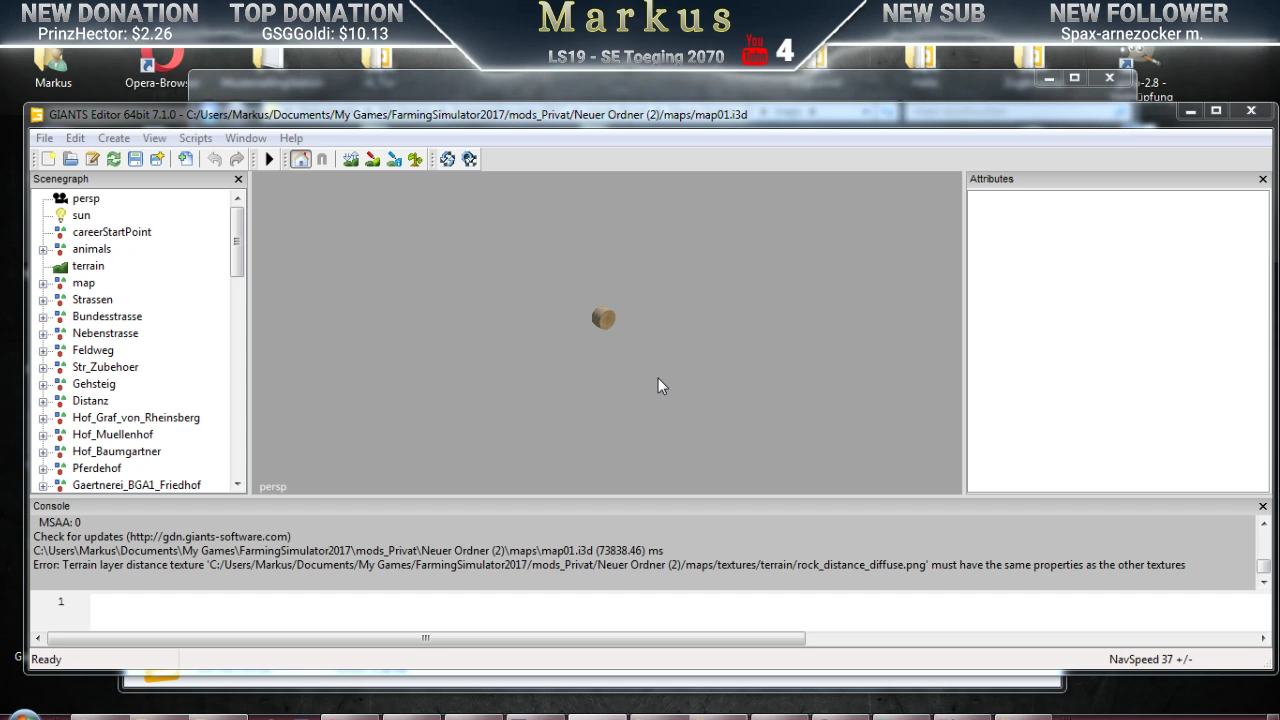 NEW DONATION
PrinzHector: $2.26
TOP DONATION
GSGGoldi: $10.13
Markus
LS19 - SE Toeging 2070
You
Tube
4
NEW SUB
NEW FOLLOWER
Spax-arnezocker m.
Markus
Opera-Brows
-2.8 -
üpfung
GIANTS Editor 64bit 7.1.0 - C:/Users/Markus/Documents/My Games/FarmingSimulator2017/mods_Privat/Neuer Ordner (2)/maps/map01.i3d
File Edit Create View Scripts Window Help
Scenegraph
persp
sun
careerStartPoint
animals
terrain
map
Strassen
Bundesstrasse
Nebenstrasse
Feldweg
Str_Zubehoer
Gehsteig
Distanz
Hof_Graf_von_Rheinsberg
Hof_Muellenhof
Hof_Baumgartner
Pferdehof
Gaertnerei_BGA1_Friedhof
persp
Attributes
Console
MSAA: 0
Check for updates (http://gdn.giants-software.com)
C:\Users\Markus\Documents\My Games\FarmingSimulator2017\mods_Privat\Neuer Ordner (2)\maps\map01.i3d (73838.46) ms
Error: Terrain layer distance texture 'C:/Users/Markus/Documents/My Games/FarmingSimulator2017/mods_Privat/Neuer Ordner (2)/maps/textures/terrain/rock_distance_diffuse.png' must have the same properties as the other textures
1
G
Ready
NavSpeed 37 +/-